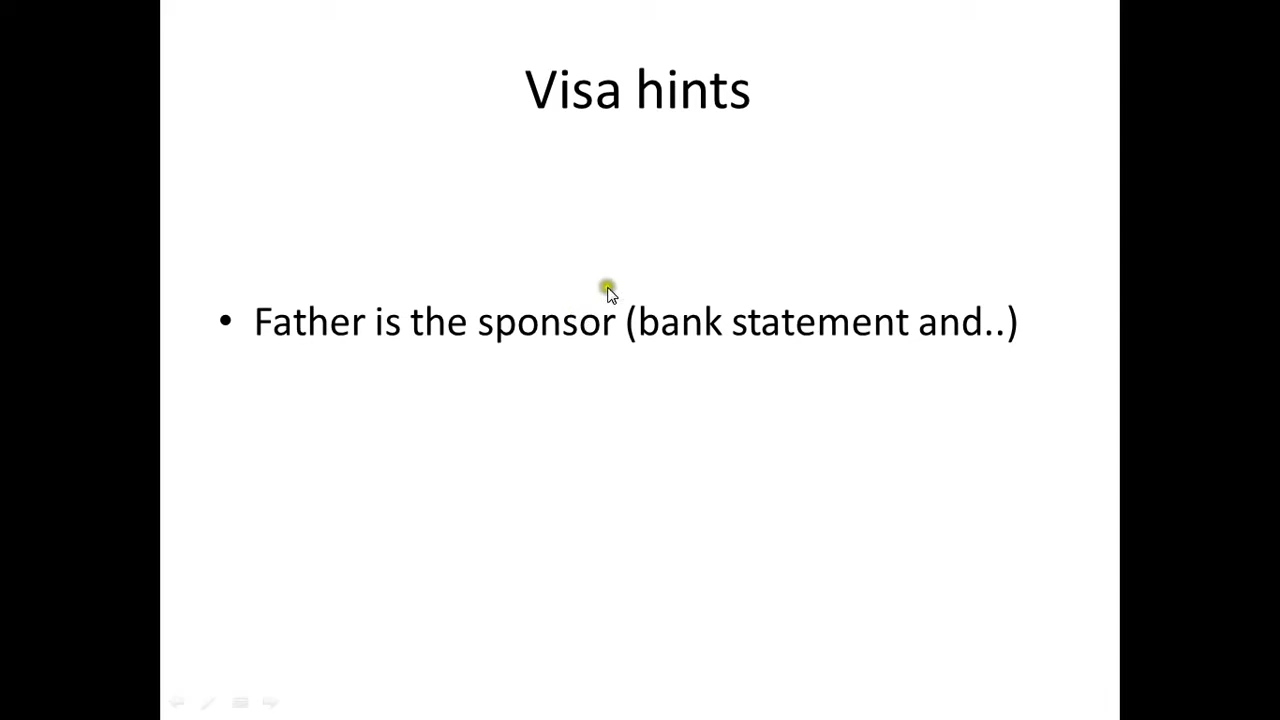 Visa hints
• Father is the sponsor (bank statement and..)